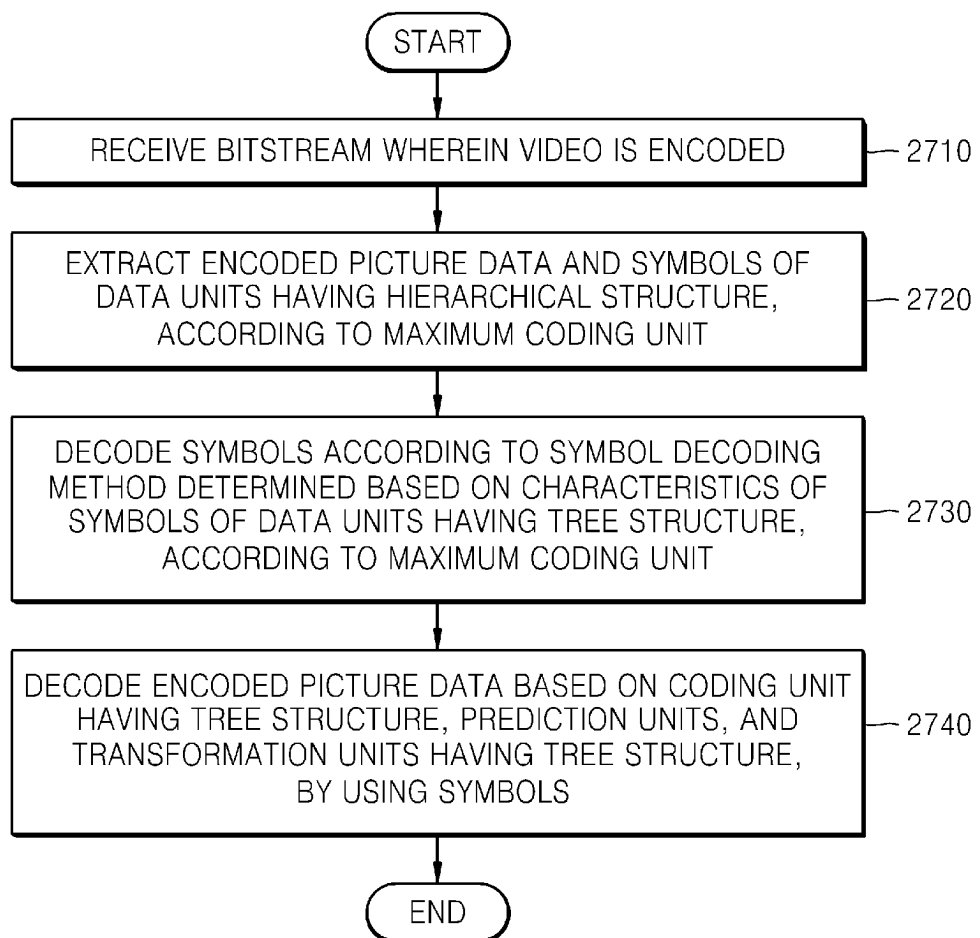 START
RECEIVE BITSTREAM WHEREIN VIDEO IS ENCODED
2710
EXTRACT ENCODED PICTURE DATA AND SYMBOLS OF
DATA UNITS HAVING HIERARCHICAL STRUCTURE,
ACCORDING TO MAXIMUM CODING UNIT
2720
DECODE SYMBOLS ACCORDING TO SYMBOL DECODING
METHOD DETERMINED BASED ON CHARACTERISTICS OF
SYMBOLS OF DATA UNITS HAVING TREE STRUCTURE,
ACCORDING TO MAXIMUM CODING UNIT
2730
DECODE ENCODED PICTURE DATA BASED ON CODING UNIT
HAVING TREE STRUCTURE, PREDICTION UNITS, AND
TRANSFORMATION UNITS HAVING TREE STRUCTURE,
BY USING SYMBOLS
2740
END